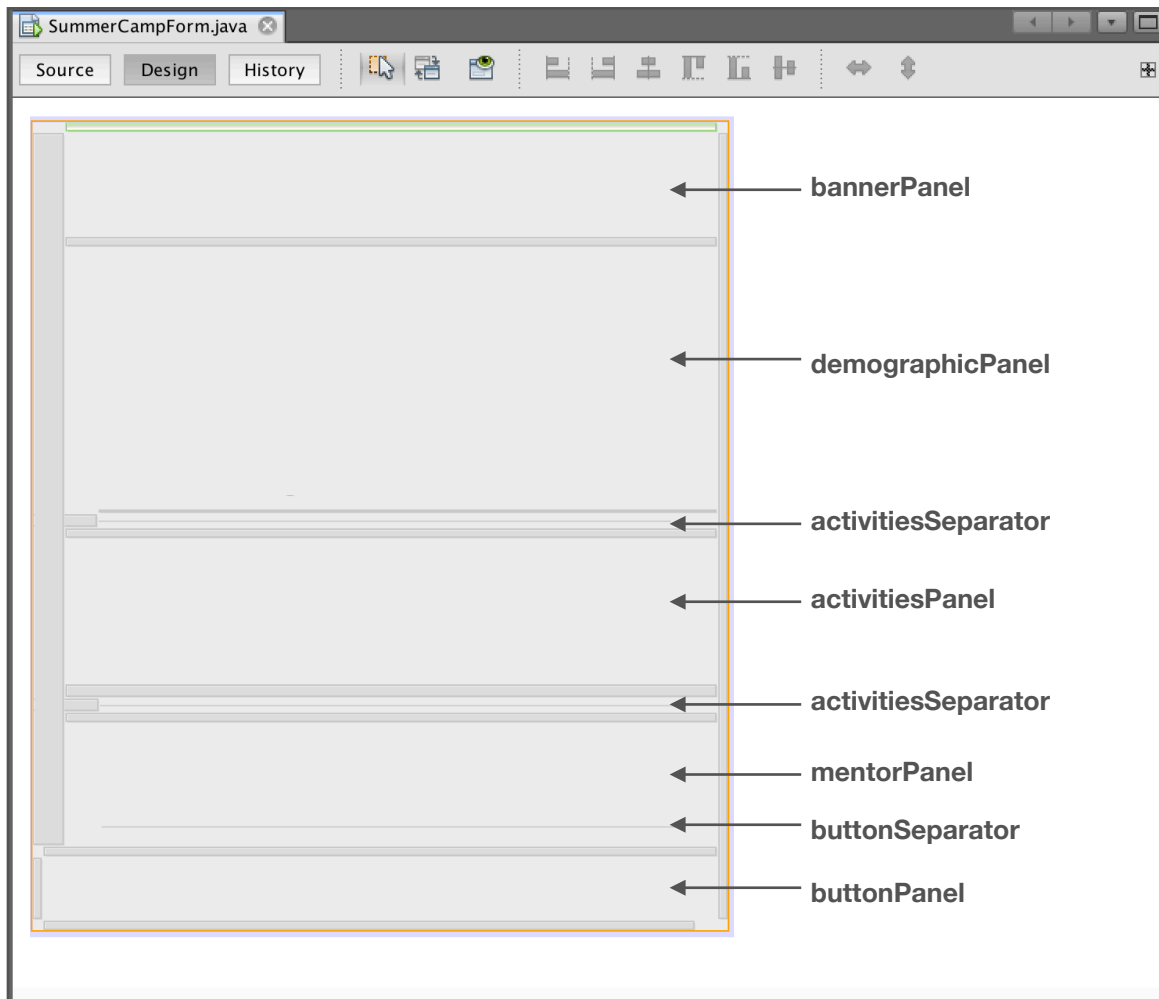 SummerCampForm.java
Source Design History
bannerPanel
demographicPanel
activitiesSeparator
activitiesPanel
activitiesSeparator
mentorPanel
buttonSeparator
buttonPanel